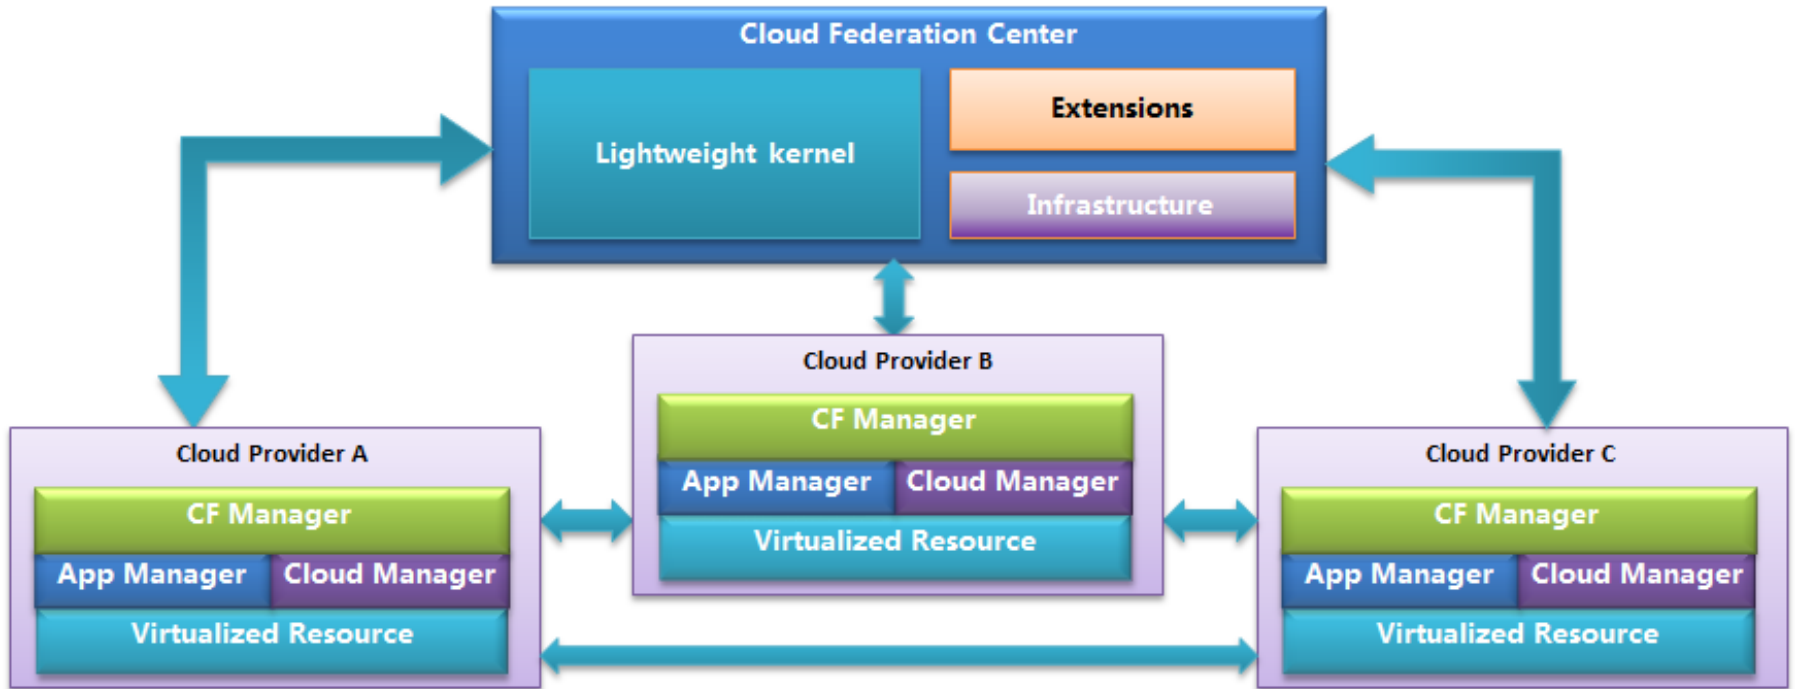 Cloud Federation Center
Lightweight kernel
Extensions
Infrastructure
Cloud Provider B
CF Manager
App Manager
Cloud Manager
Virtualized Resource
Cloud Provider A
CF Manager
App Manager
Cloud Manager
Virtualized Resource
Cloud Provider C
CF Manager
App Manager
Cloud Manager
Virtualized Resource